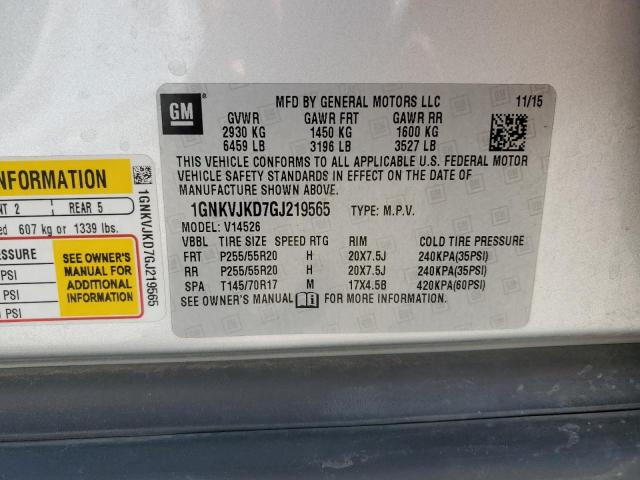 GM
MFD BY GENERAL MOTORS LLC 11/15
GVWR GAWR FRT GAWR RR
2930 KG 1450 KG 1600 KG
6459 LB 3196 LB 3527 LB
THIS VEHICLE CONFORMS TO ALL APPLICABLE U.S. FEDERAL MOTOR
VEHICLE SAFETY STANDARDS IN EFFECT ON THE DATE OF
MANUFACTURE SHOWN ABOVE.
1GNKVJKD7GJ219565 TYPE: M.P.V.
MODEL: V14526
VBBL TIRE SIZE SPEED RTG RIM COLD TIRE PRESSURE
FRT P255/55R20 H 20X7.5J 240KPA(35PSI)
RR P255/55R20 H 20X7.5J 240KPA(35PSI)
SPA T145/70R17 M 17X4.5B 420KPA(60PSI)
SEE OWNER'S MANUAL FOR MORE INFORMATION.
INFORMATION
2 REAR 5
607 kg or 1339 lbs.
SEE OWNER'S
MANUAL FOR
ADDITIONAL
INFORMATION
PSI
PSI
PSI
1GNKVJKD7GJ219565